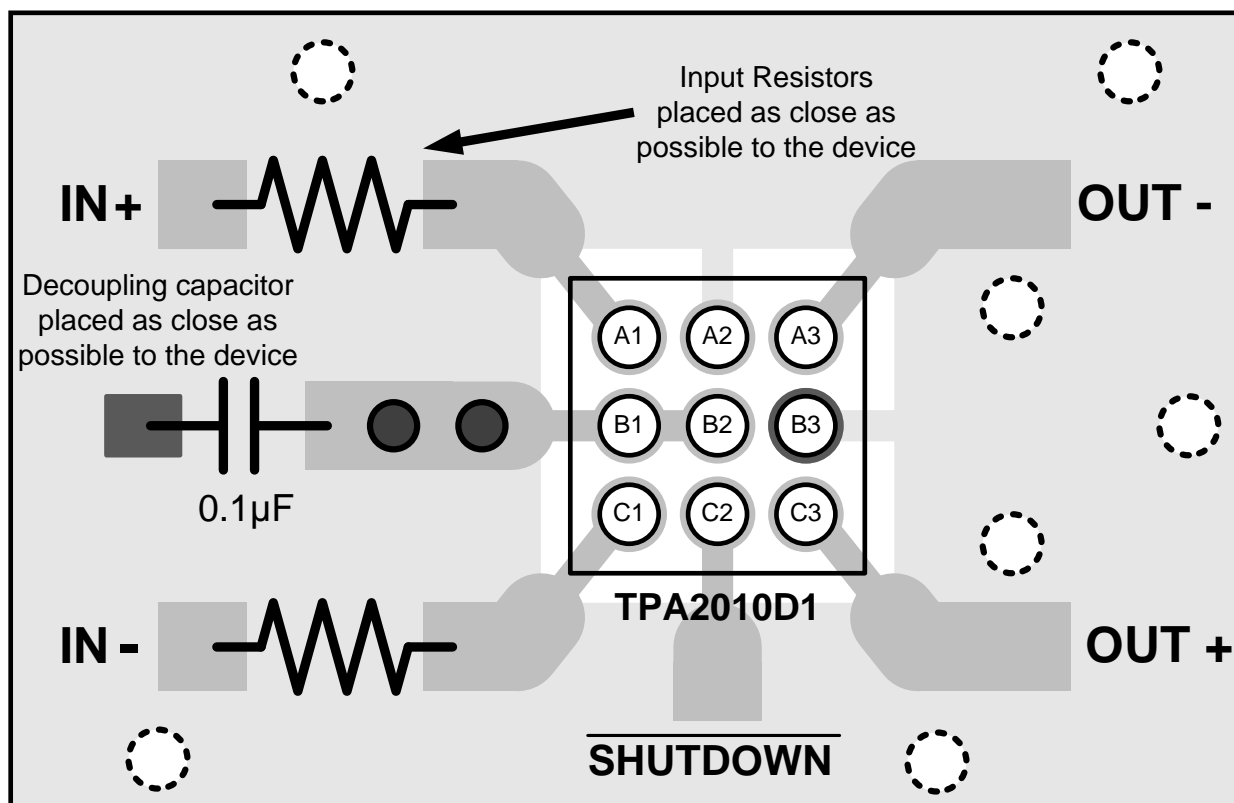 Input Resistors
placed as close as
possible to the device
IN+
OUT -
Decoupling capacitor
placed as close as
possible to the device
A1 A2 A3
B1 B2 B3
0.1µF
C1 C2 C3
TPA2010D1
IN -
OUT +
SHUTDOWN